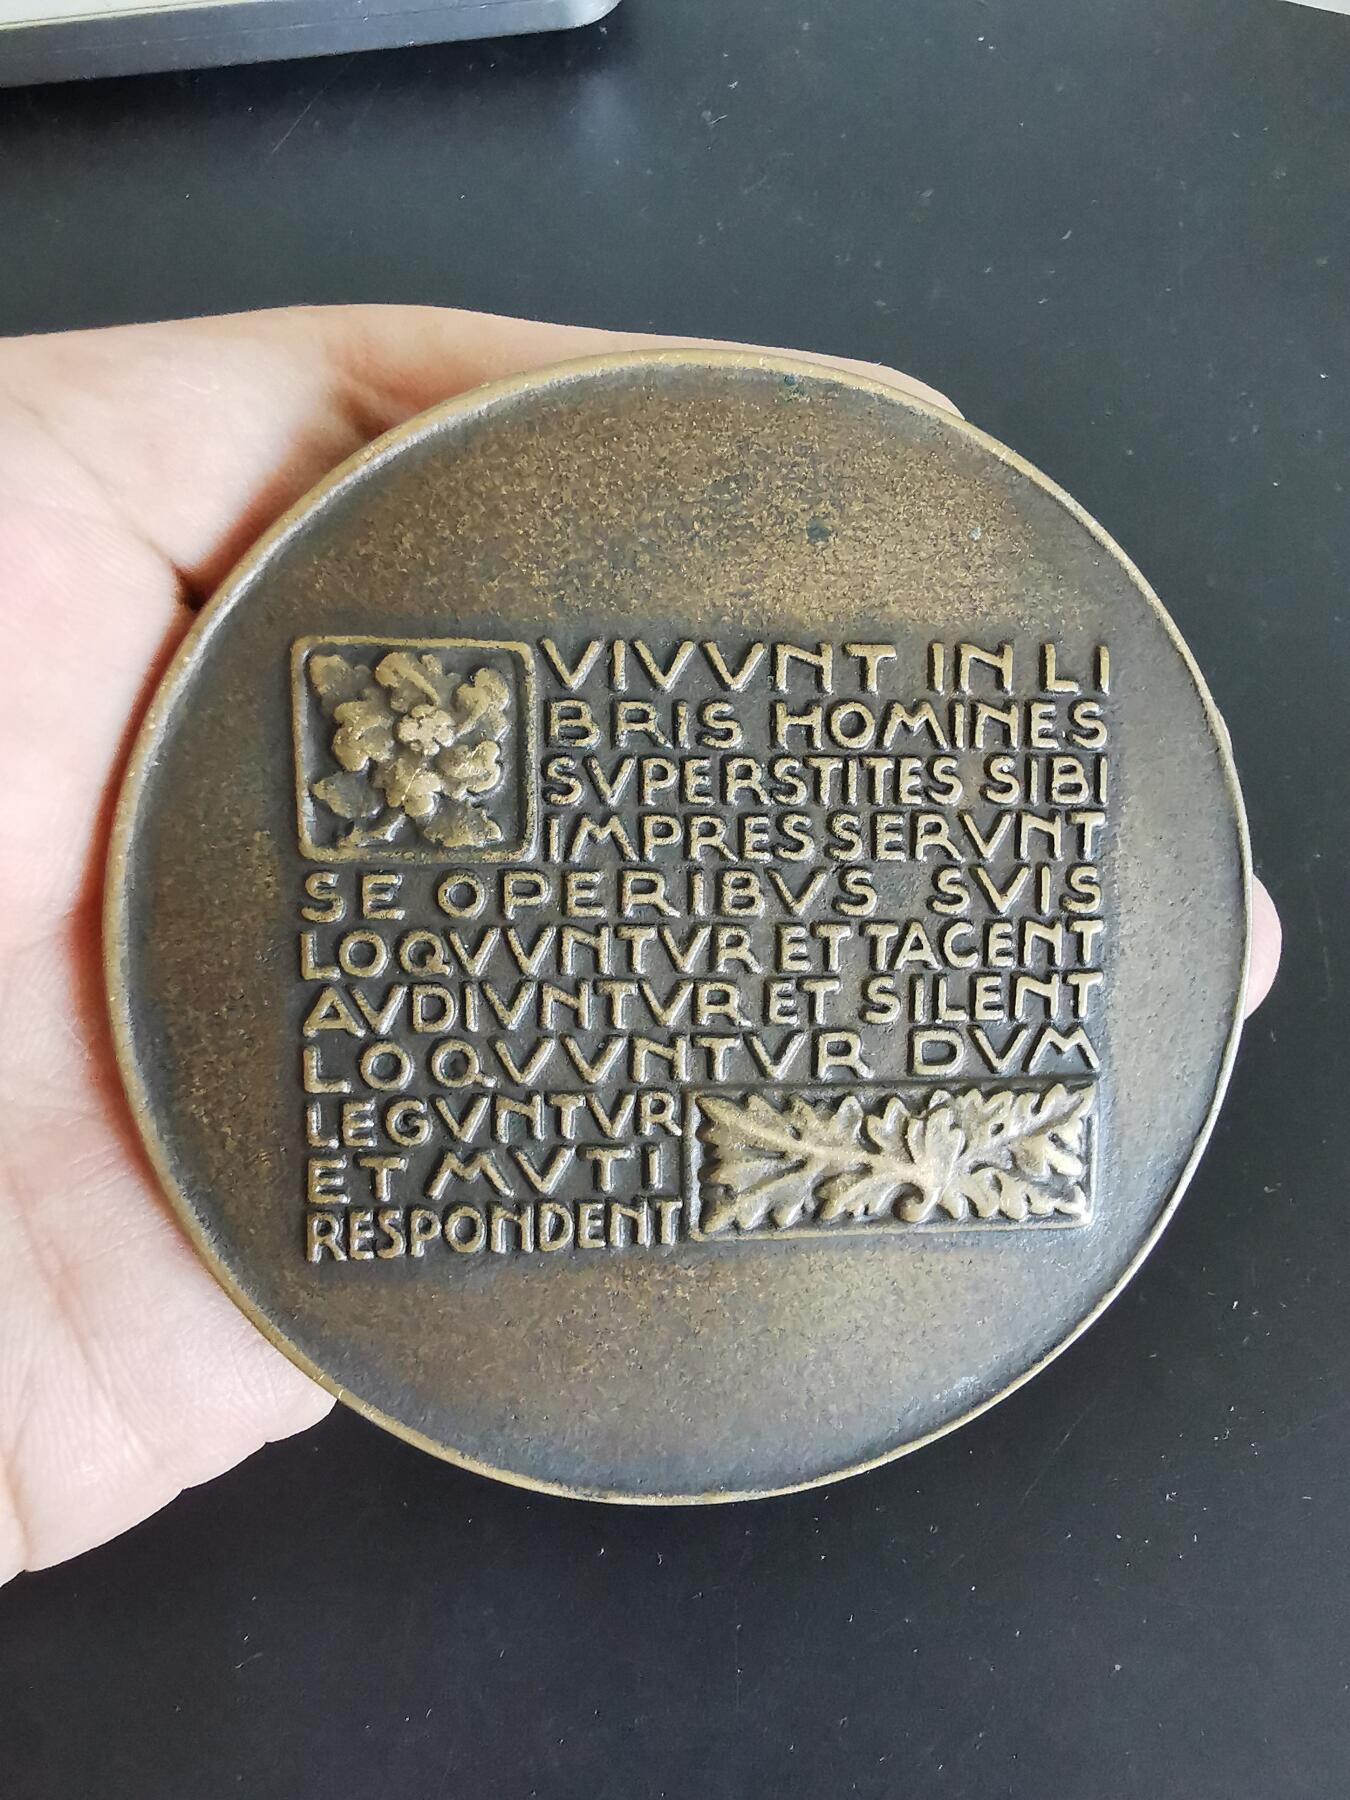 VIVVNT IN LI
BRIS HOMINES
SVPERSTITES SIBI
IMPRESSERVNT
SE OPERIBVS SVIS
LOQVVNTVR ET TACENT
AVDIVNTVR ET SILENT
LOQVVNTVR DVM
LEGVNTVR
ET MVTI
RESPONDENT